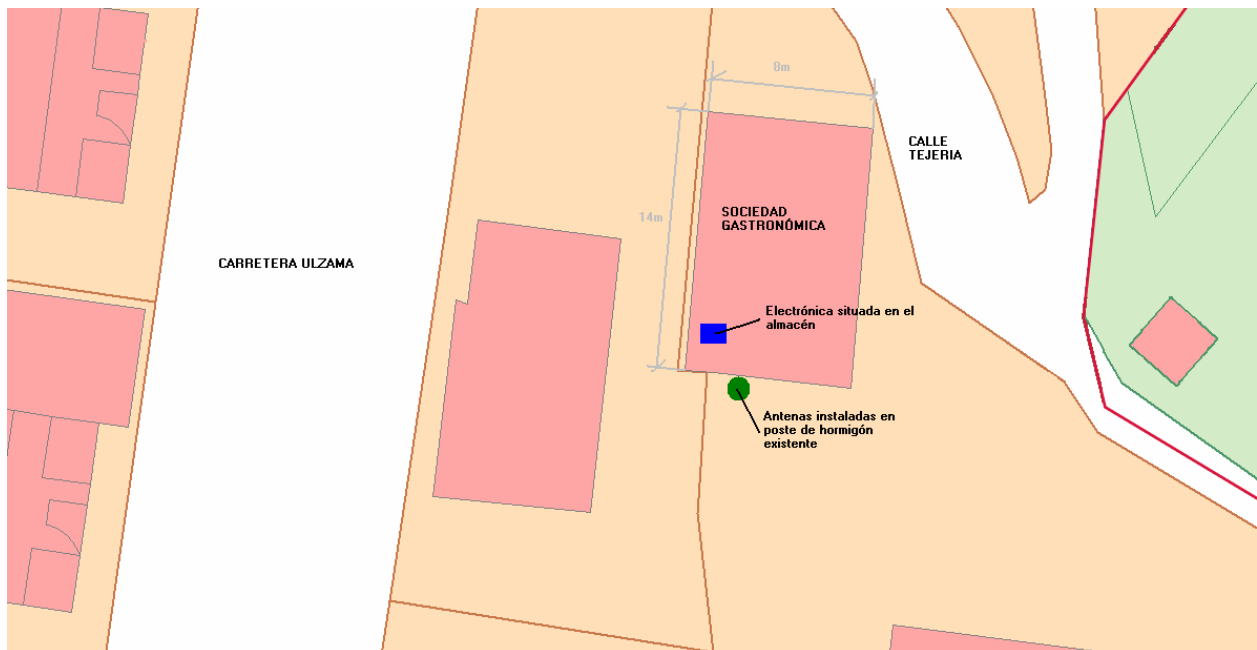 8m
CALLE
TEJERIA
14m
SOCIEDAD
GASTRONÓMICA
CARRETERA ULZAMA
Electrónica situada en el
almacén
Antenas instaladas en
poste de hormigón
existente